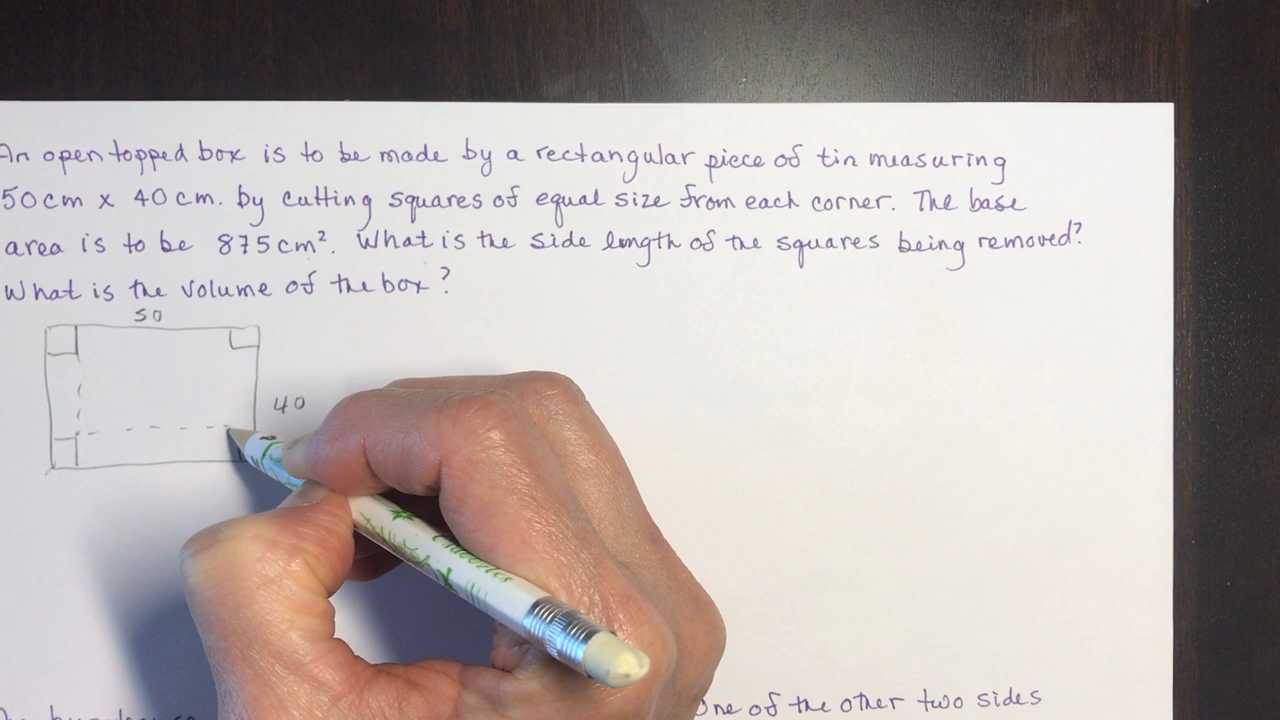 An open topped box is to be made by a rectangular piece of tin measuring
50cm x 40cm. by cutting squares of equal size from each corner. The base
area is to be 875cm². What is the side length of the squares being removed?
What is the volume of the box?
50
40
One of the other two sides